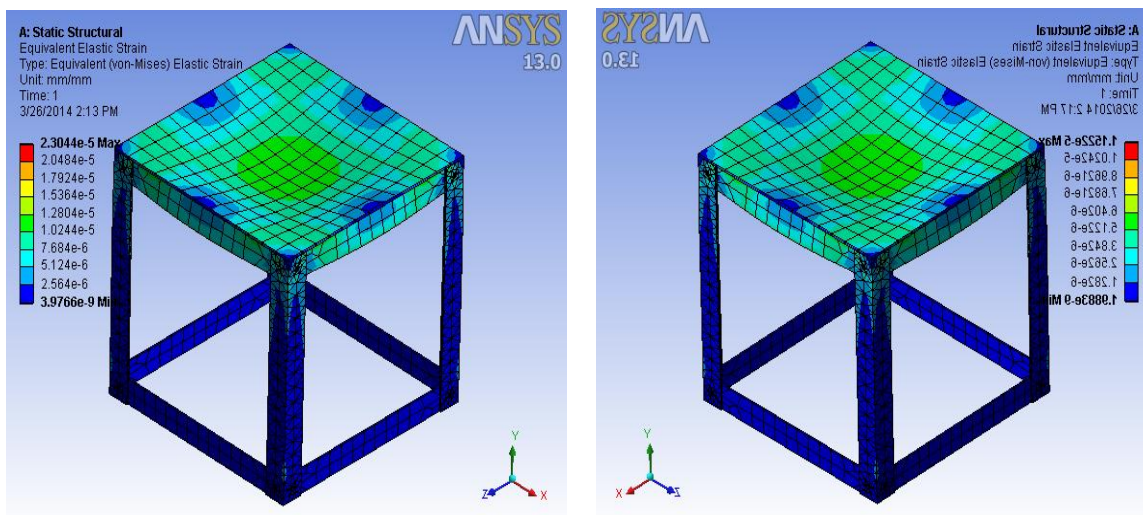 A: Static Structural
Equivalent Elastic Strain
Type: Equivalent (von-Mises) Elastic Strain
Unit: mm/mm
Time: 1
3/26/2014 2:13 PM
2.3044e-5 Max
2.0484e-5
1.7924e-5
1.5364e-5
1.2804e-5
1.0244e-5
7.684e-6
5.124e-6
2.564e-6
3.9766e-9 Min
ANSYS
13.0
Y
Z
X
ANSYS
13.0
A: Static Structural
Equivalent Elastic Strain
Type: Equivalent (von-Mises) Elastic Strain
Unit: mm/mm
Time: 1
3/26/2014 2:17 PM
1.1522e-5 Max
1.0242e-5
8.9621e-6
7.6821e-6
6.402e-6
5.122e-6
3.842e-6
2.562e-6
1.282e-6
1.9883e-9 Min
Y
X
Z